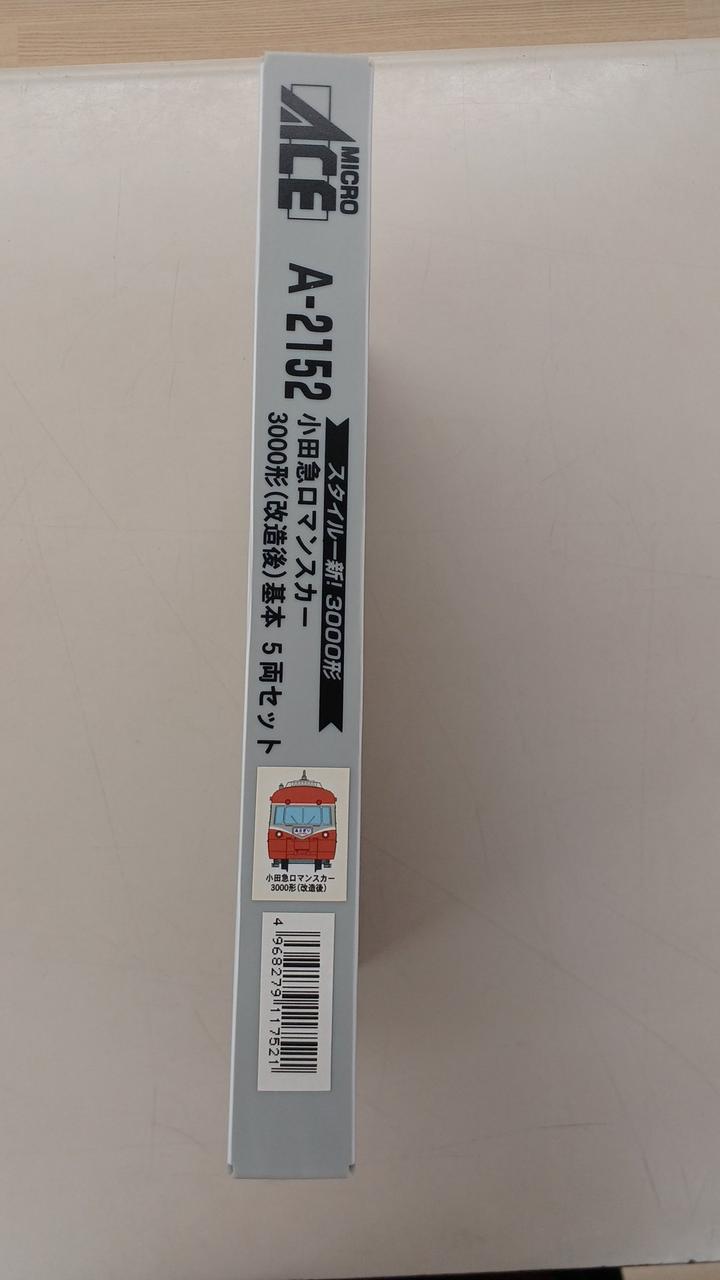 MICRO
ACE
A-2152
スタイル一新! 3000形
小田急ロマンスカー
3000形(改造後)基本 5両セット
小田急ロマンスカー
3000形(改造後)
4 968279 117521